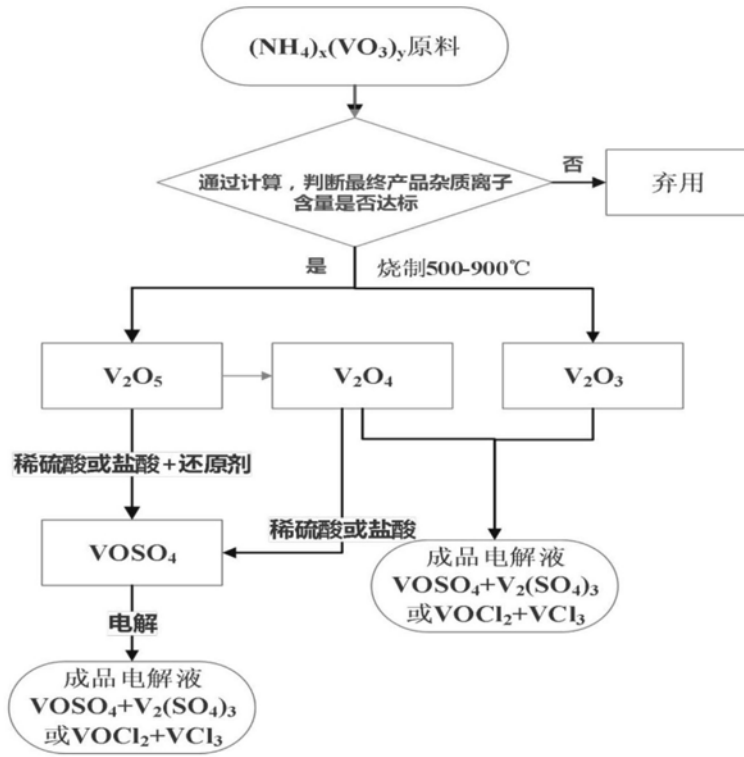 (NH₄)ₓ(VO₃)ᵧ原料
通过计算，判断最终产品杂质离子
含量是否达标
否
弃用
是
烧制500-900℃
V₂O₅
V₂O₄
V₂O₃
稀硫酸或盐酸+还原剂
稀硫酸或盐酸
VOSO₄
成品电解液
VOSO₄+V₂(SO₄)₃
或VOCl₂+VCl₃
电解
成品电解液
VOSO₄+V₂(SO₄)₃
或VOCl₂+VCl₃